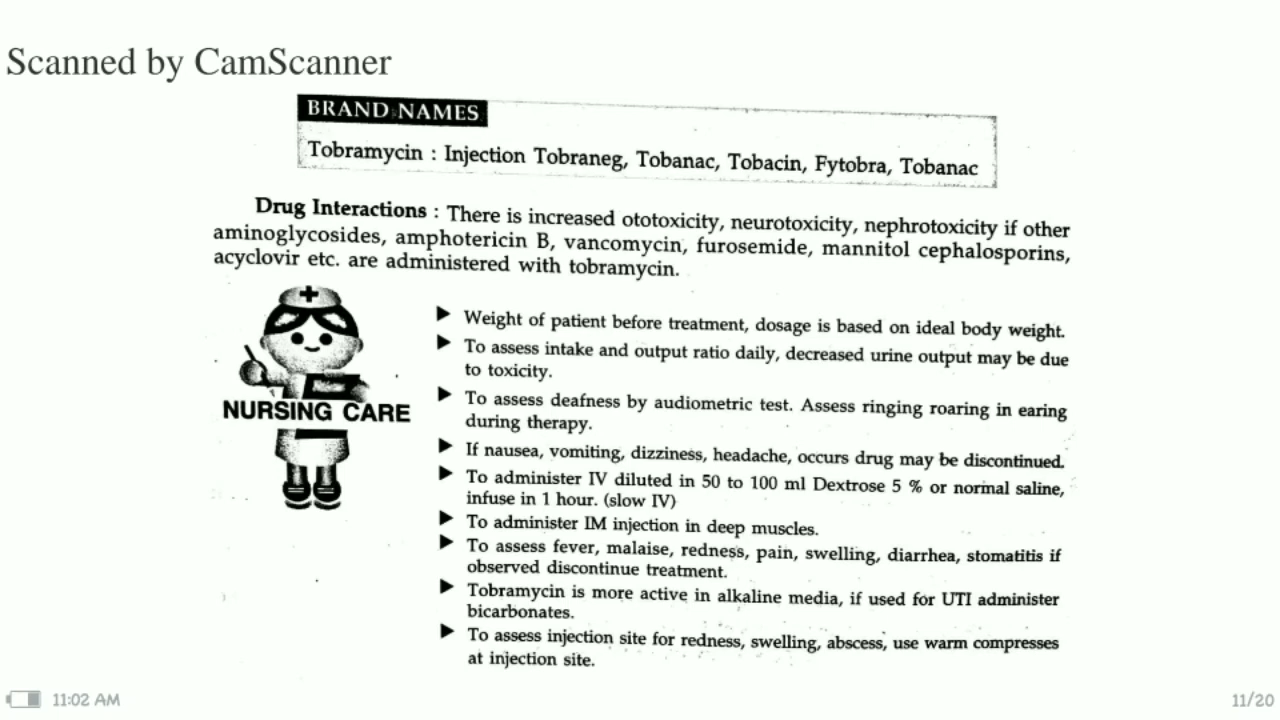 Scanned by CamScanner
BRAND NAMES
Tobramycin : Injection Tobraneg, Tobanac, Tobacin, Fytobra, Tobanac
Drug Interactions : There is increased ototoxicity, neurotoxicity, nephrotoxicity if other
aminoglycosides, amphotericin B, vancomycin, furosemide, mannitol cephalosporins,
acyclovir etc. are administered with tobramycin.
NURSING CARE
▶ Weight of patient before treatment, dosage is based on ideal body weight.
▶ To assess intake and output ratio daily, decreased urine output may be due
to toxicity.
▶ To assess deafness by audiometric test. Assess ringing roaring in earing
during therapy.
▶ If nausea, vomiting, dizziness, headache, occurs drug may be discontinued.
▶ To administer IV diluted in 50 to 100 ml Dextrose 5 % or normal saline,
infuse in 1 hour. (slow IV)
▶ To administer IM injection in deep muscles.
▶ To assess fever, malaise, redness, pain, swelling, diarrhea, stomatitis if
observed discontinue treatment.
▶ Tobramycin is more active in alkaline media, if used for UTI administer
bicarbonates.
▶ To assess injection site for redness, swelling, abscess, use warm compresses
at injection site.
11:02 AM
11/20